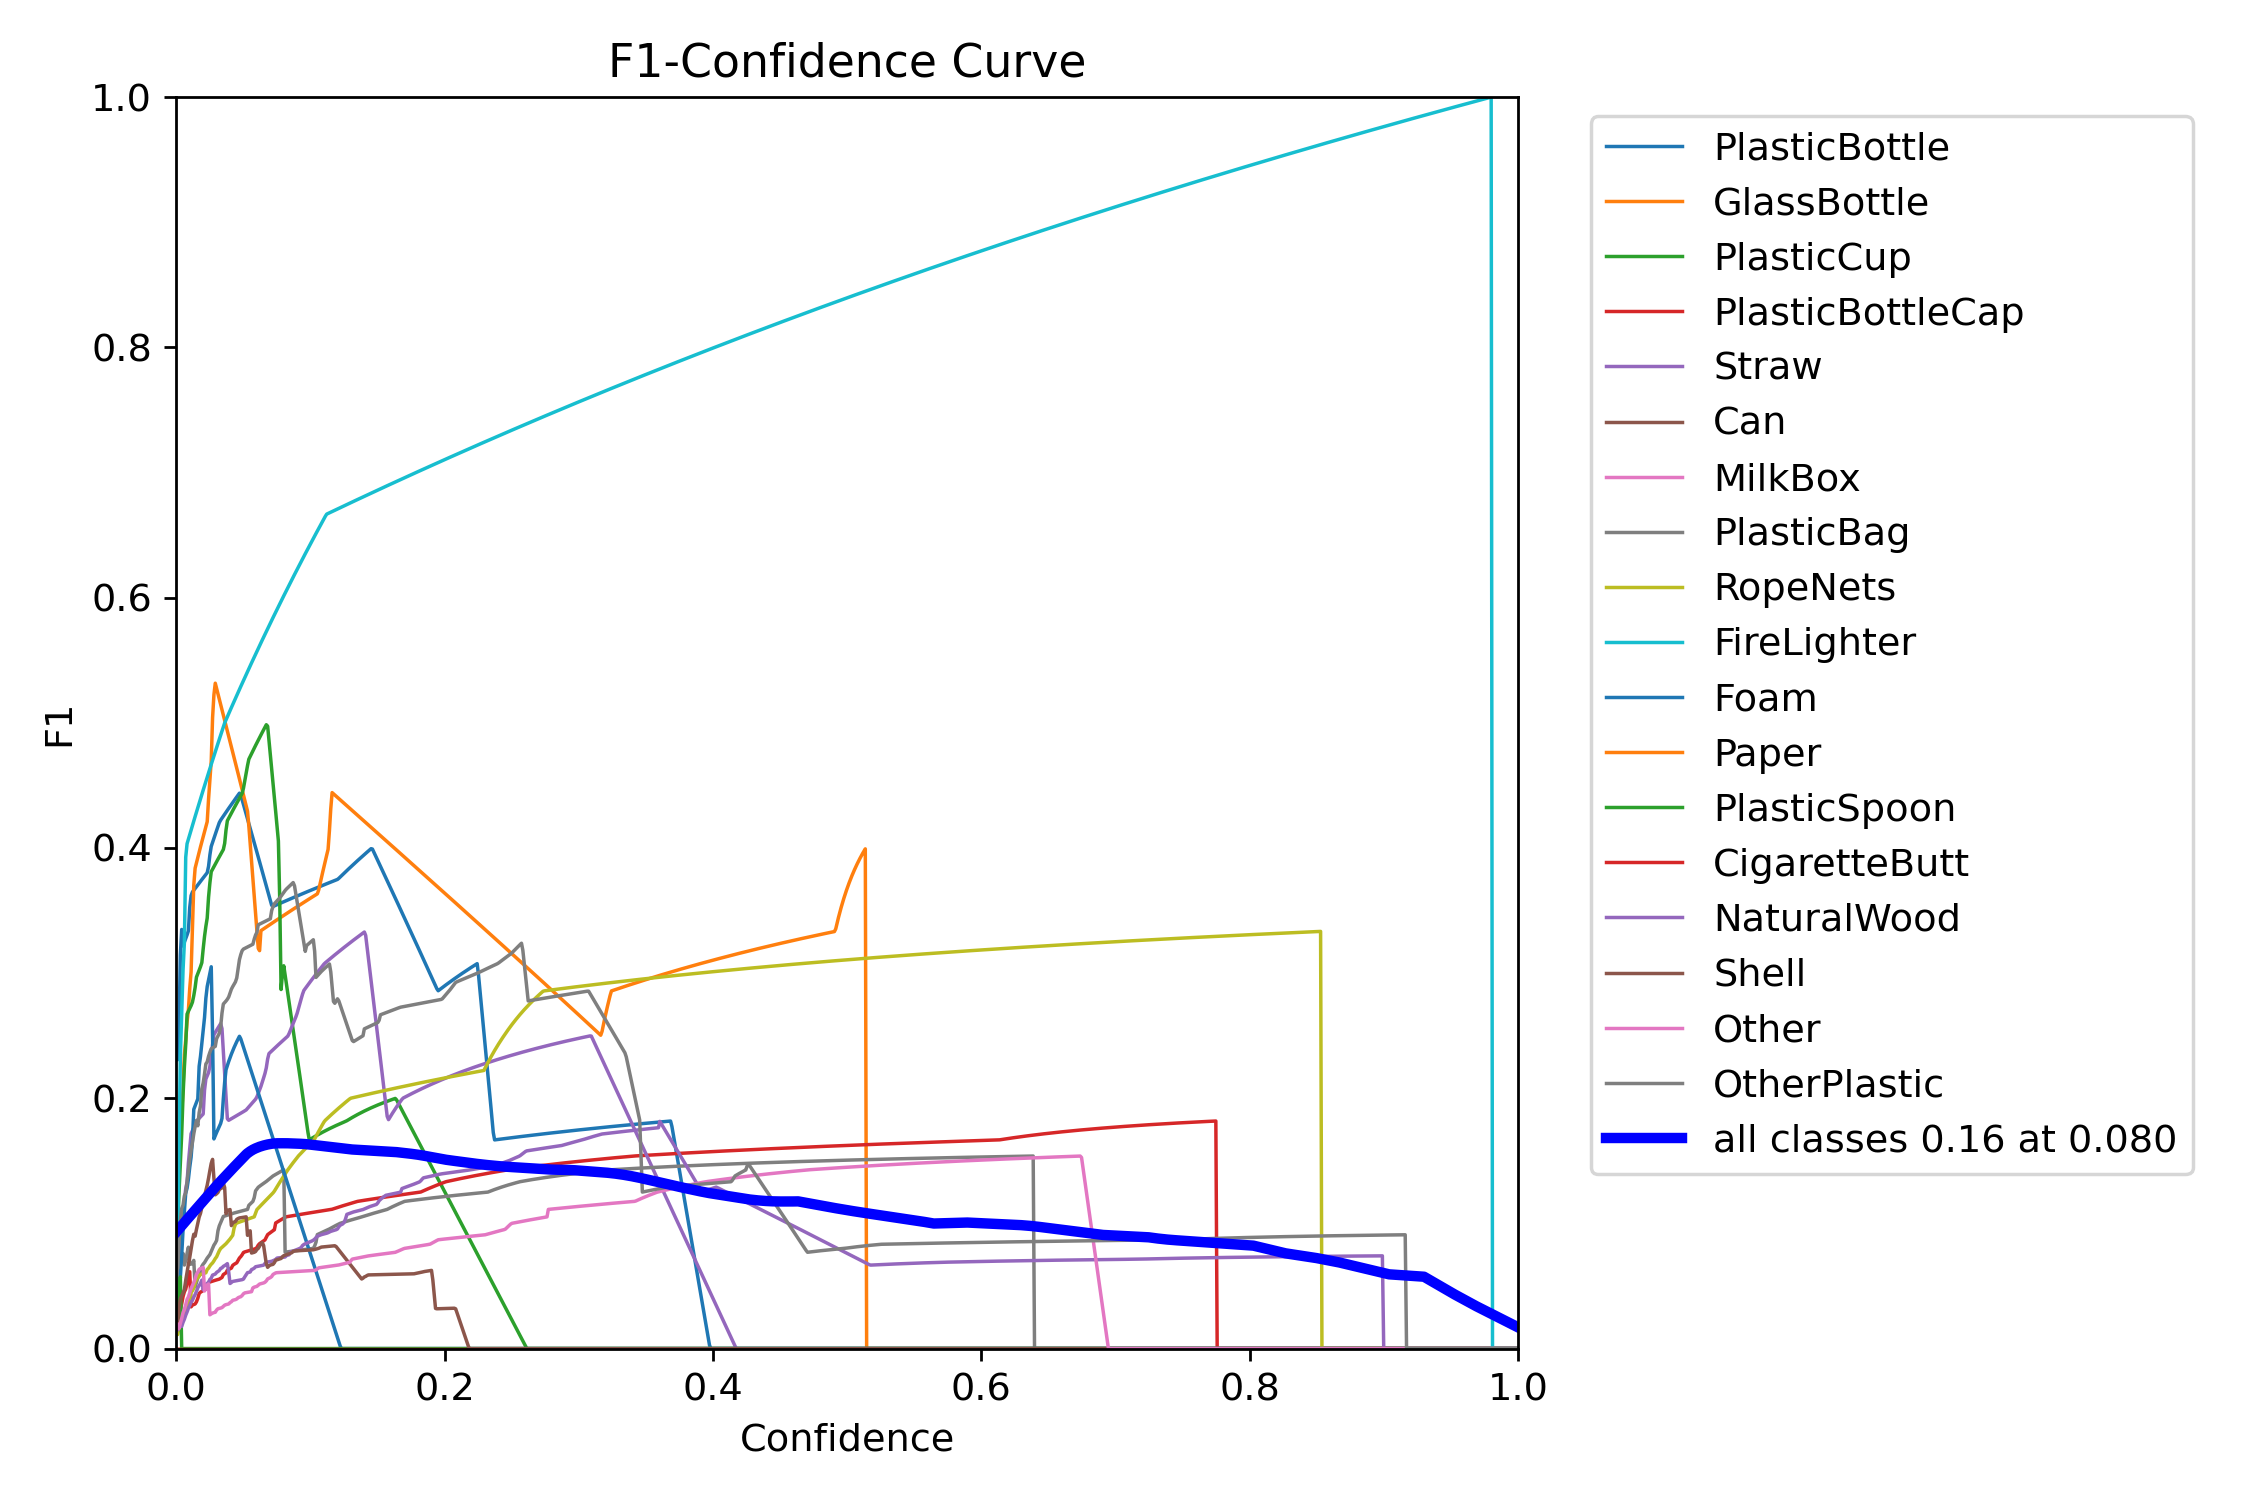 F1-Confidence Curve
1.0
0.8
0.6
0.4
0.2
0.0
F1
0.0 0.2 0.4 0.6 0.8 1.0
Confidence
PlasticBottle
GlassBottle
PlasticCup
PlasticBottleCap
Straw
Can
MilkBox
PlasticBag
RopeNets
FireLighter
Foam
Paper
PlasticSpoon
CigaretteButt
NaturalWood
Shell
Other
OtherPlastic
all classes 0.16 at 0.080